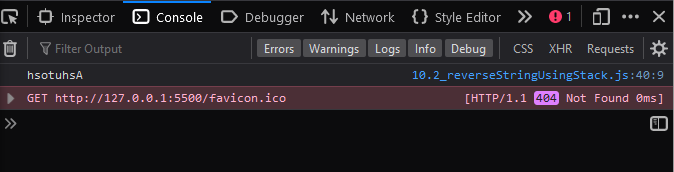 Inspector Console Debugger Network {} Style Editor >> 1
Filter Output Errors Warnings Logs Info Debug CSS XHR Requests
hsotuhsA 10.2_reverseStringUsingStack.js:40:9
GET http://127.0.0.1:5500/favicon.ico [HTTP/1.1 404 Not Found 0ms]
>>